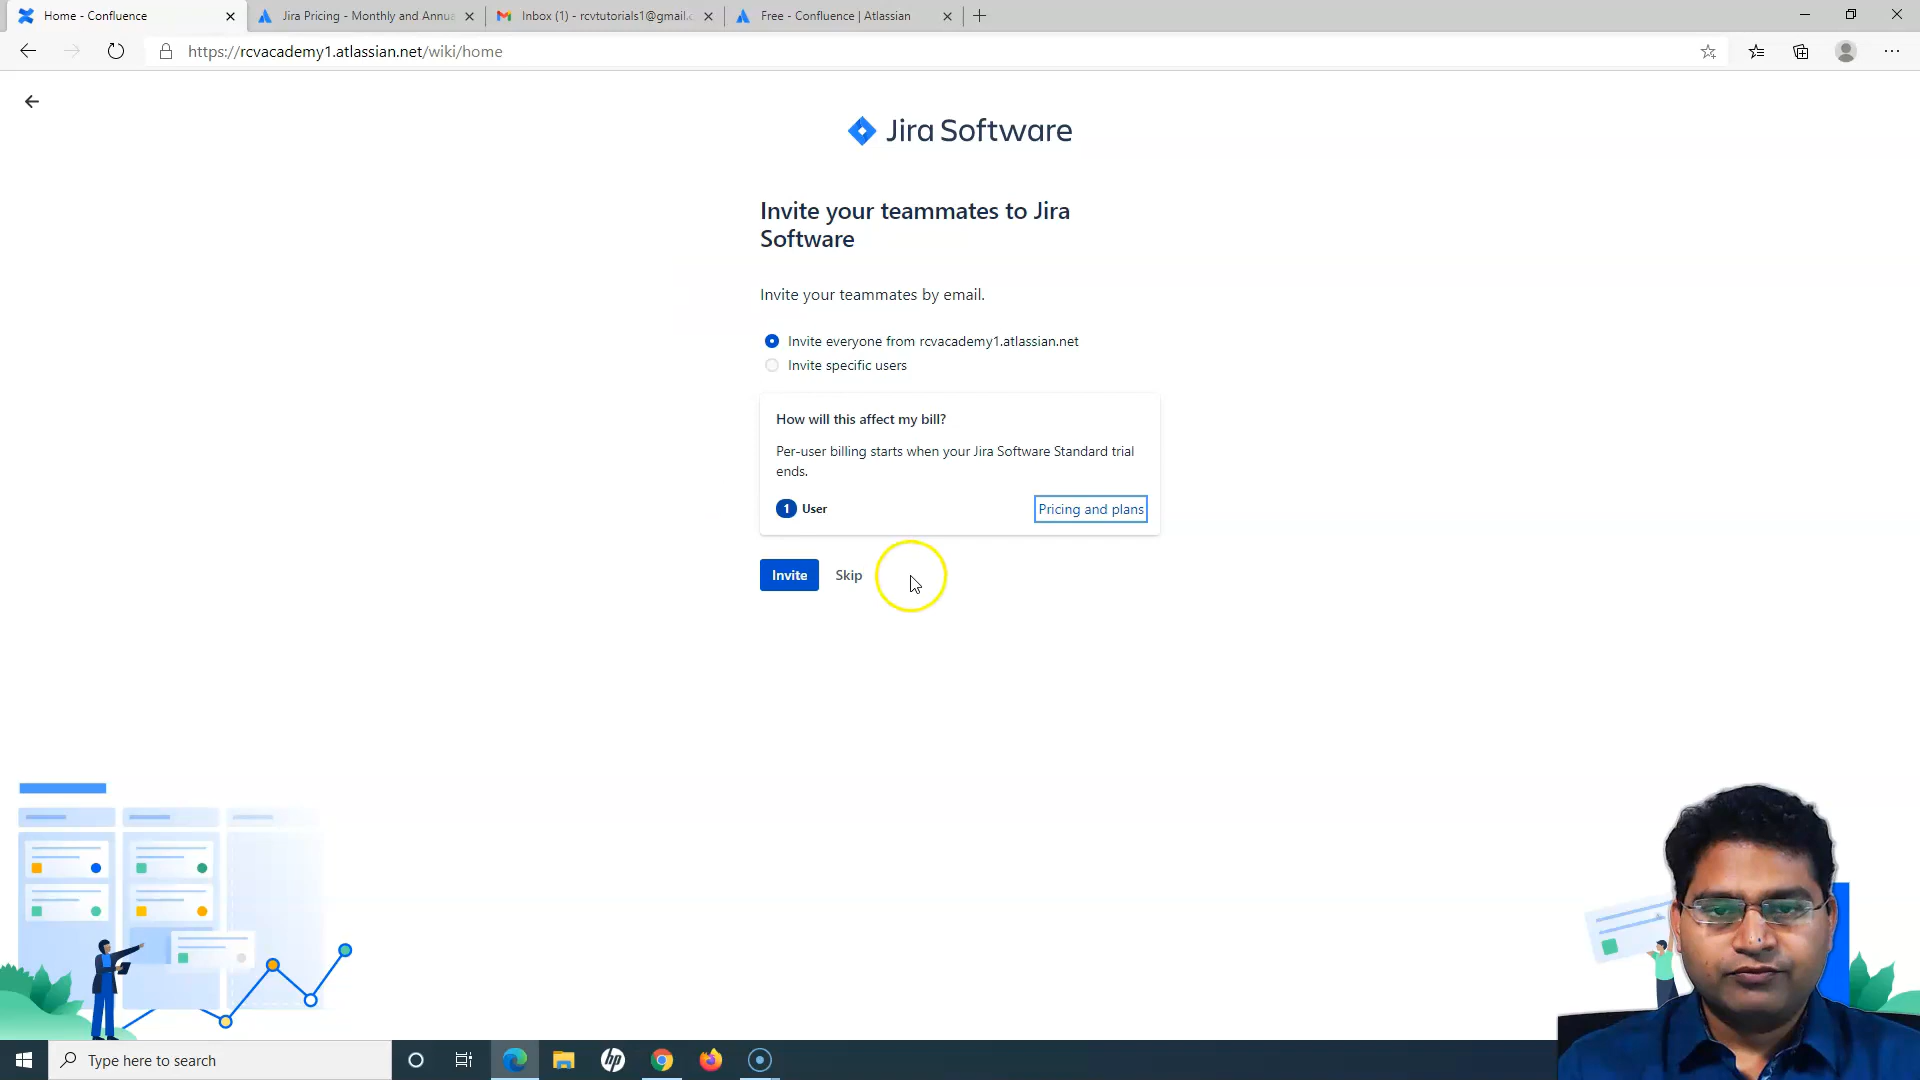 Home - Confluence
Jira Pricing - Monthly and Annua
Inbox (1) - rcvtutorials1@gmail.c
Free - Confluence | Atlassian
https://rcvacademy1.atlassian.net/wiki/home
Jira Software
Invite your teammates to Jira
Software
Invite your teammates by email.
Invite everyone from rcvacademy1.atlassian.net
Invite specific users
How will this affect my bill?
Per-user billing starts when your Jira Software Standard trial
ends.
1 User
Pricing and plans
Invite
Skip
Type here to search
hp